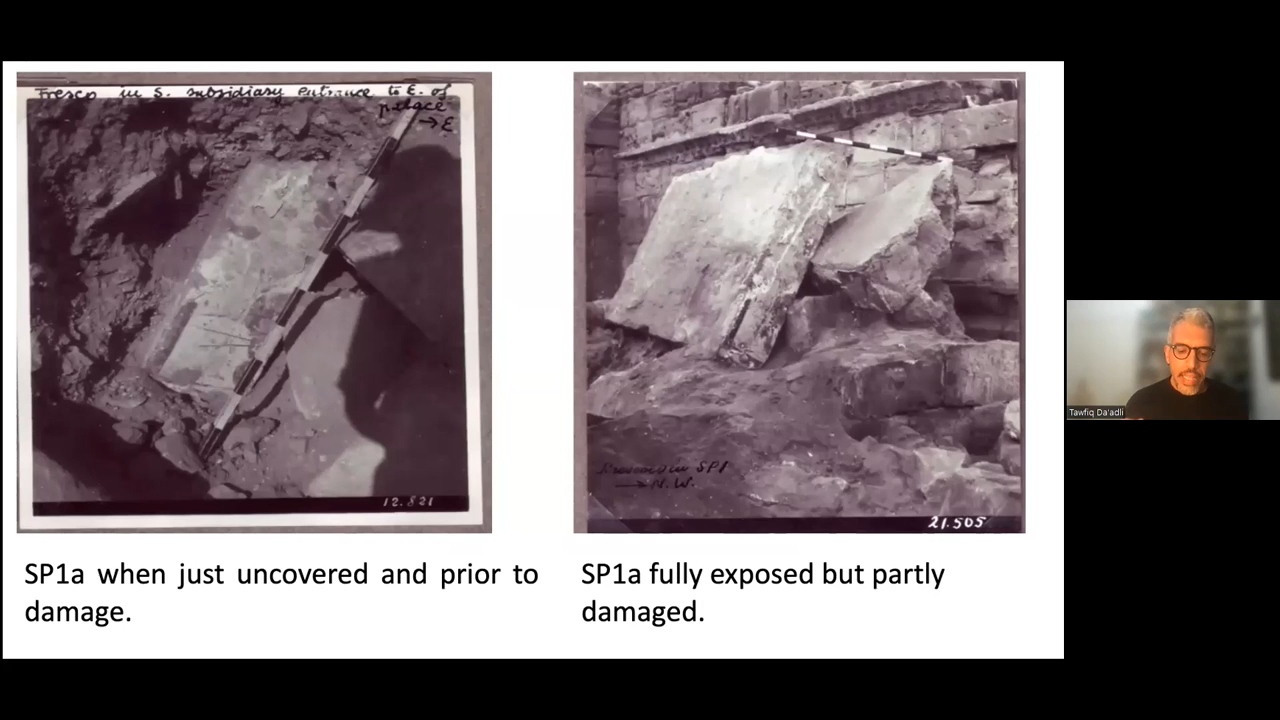 Fresco in S. subsidiary entrance to E. of
palace
→ E
12.821
SP1a when just uncovered and prior to
damage.
in SP1
→ N.W.
21.505
SP1a fully exposed but partly
damaged.
Tawfiq Da'adli